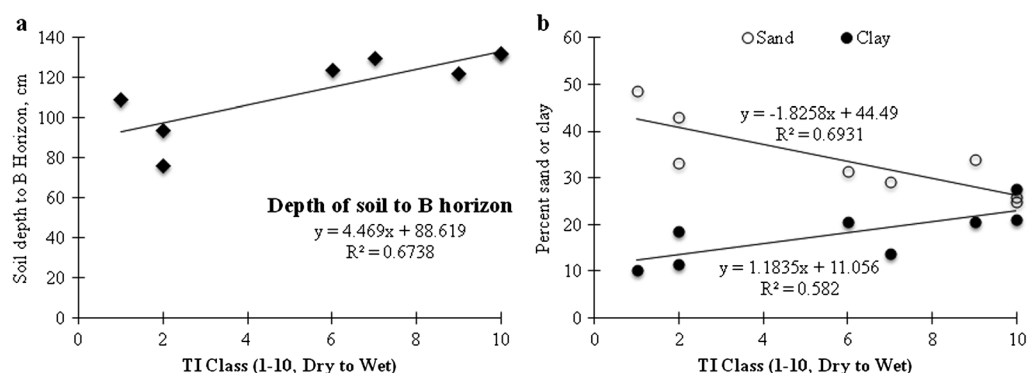 a
140
120
100
80
60
40
20
0
Soil depth to B Horizon, cm
Depth of soil to B horizon
y = 4.469x + 88.619
R² = 0.6738
0 2 4 6 8 10
TI Class (1-10, Dry to Wet)
b
60
50
40
30
20
10
0
Percent sand or clay
Sand Clay
y = -1.8258x + 44.49
R² = 0.6931
y = 1.1835x + 11.056
R² = 0.582
0 2 4 6 8 10
TI Class (1-10, Dry to Wet)